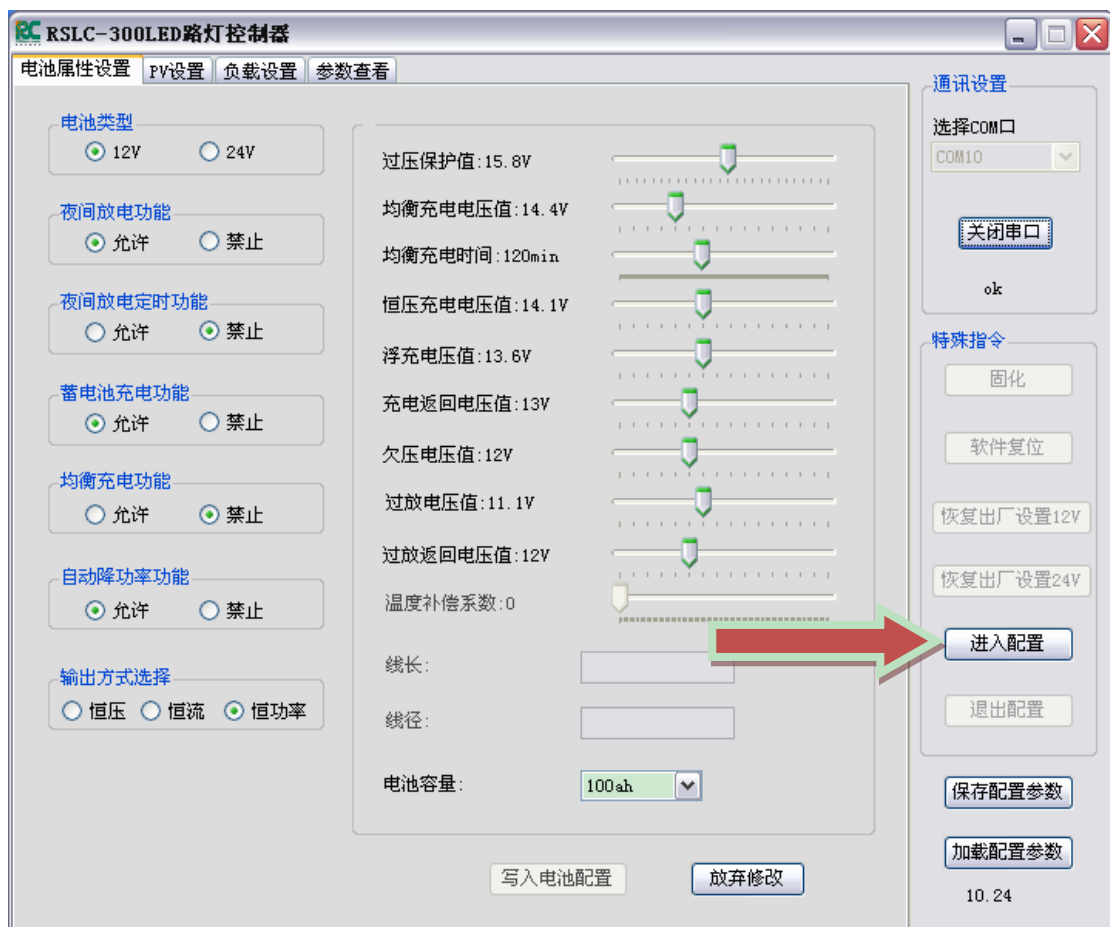 RSLC-300LED路灯控制器
电池属性设置 PV设置 负载设置 参数查看
电池类型
12V 24V
夜间放电功能
允许 禁止
夜间放电定时功能
允许 禁止
蓄电池充电功能
允许 禁止
均衡充电功能
允许 禁止
自动降功率功能
允许 禁止
输出方式选择
恒压 恒流 恒功率
过压保护值:15.8V
均衡充电电压值:14.4V
均衡充电时间:120min
恒压充电电压值:14.1V
浮充电压值:13.6V
充电返回电压值:13V
欠压电压值:12V
过放电压值:11.1V
过放返回电压值:12V
温度补偿系数:0
线长:
线径:
电池容量: 100ah
写入电池配置 放弃修改
通讯设置
选择COM口
COM10
关闭串口
ok
特殊指令
固化
软件复位
恢复出厂设置12V
恢复出厂设置24V
进入配置
退出配置
保存配置参数
加载配置参数
10.24